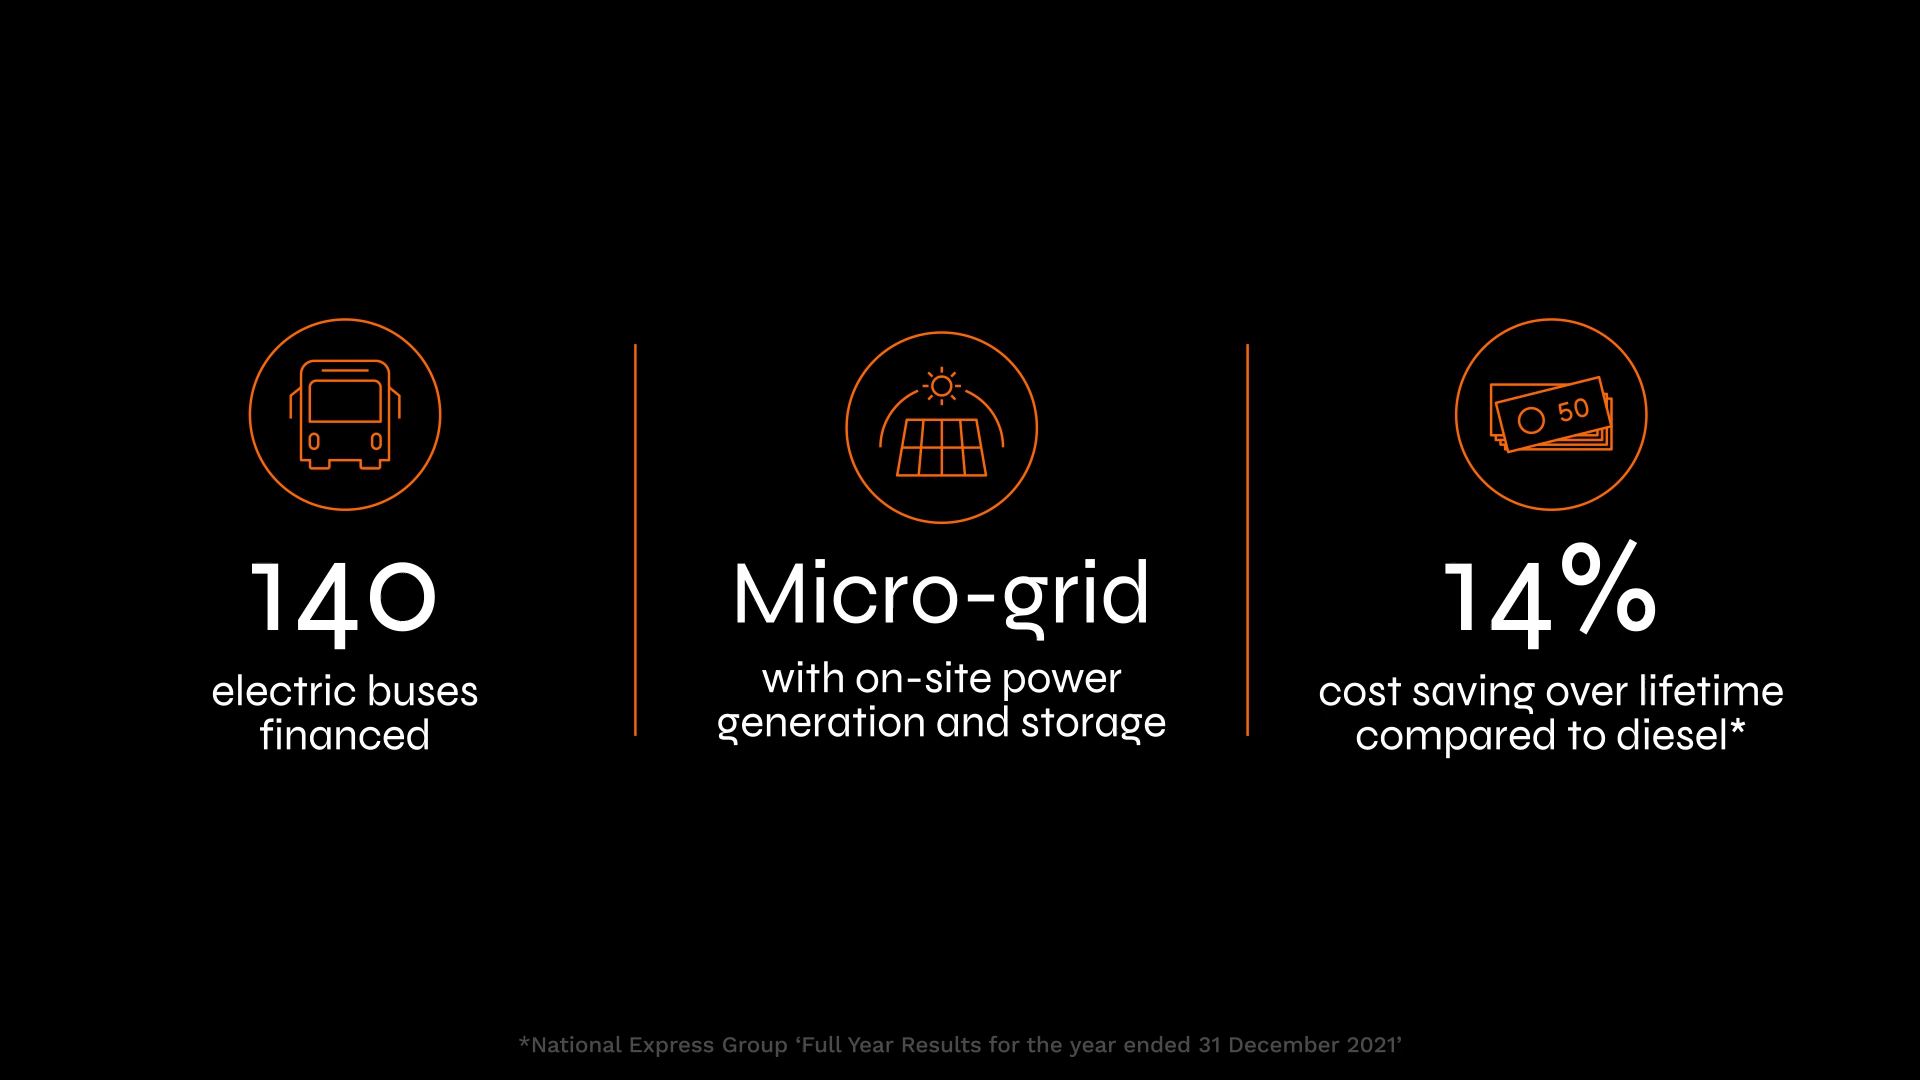 50
140
electric buses
financed
Micro-grid
with on-site power
generation and storage
14%
cost saving over lifetime
compared to diesel*
*National Express Group ‘Full Year Results for the year ended 31 December 2021’